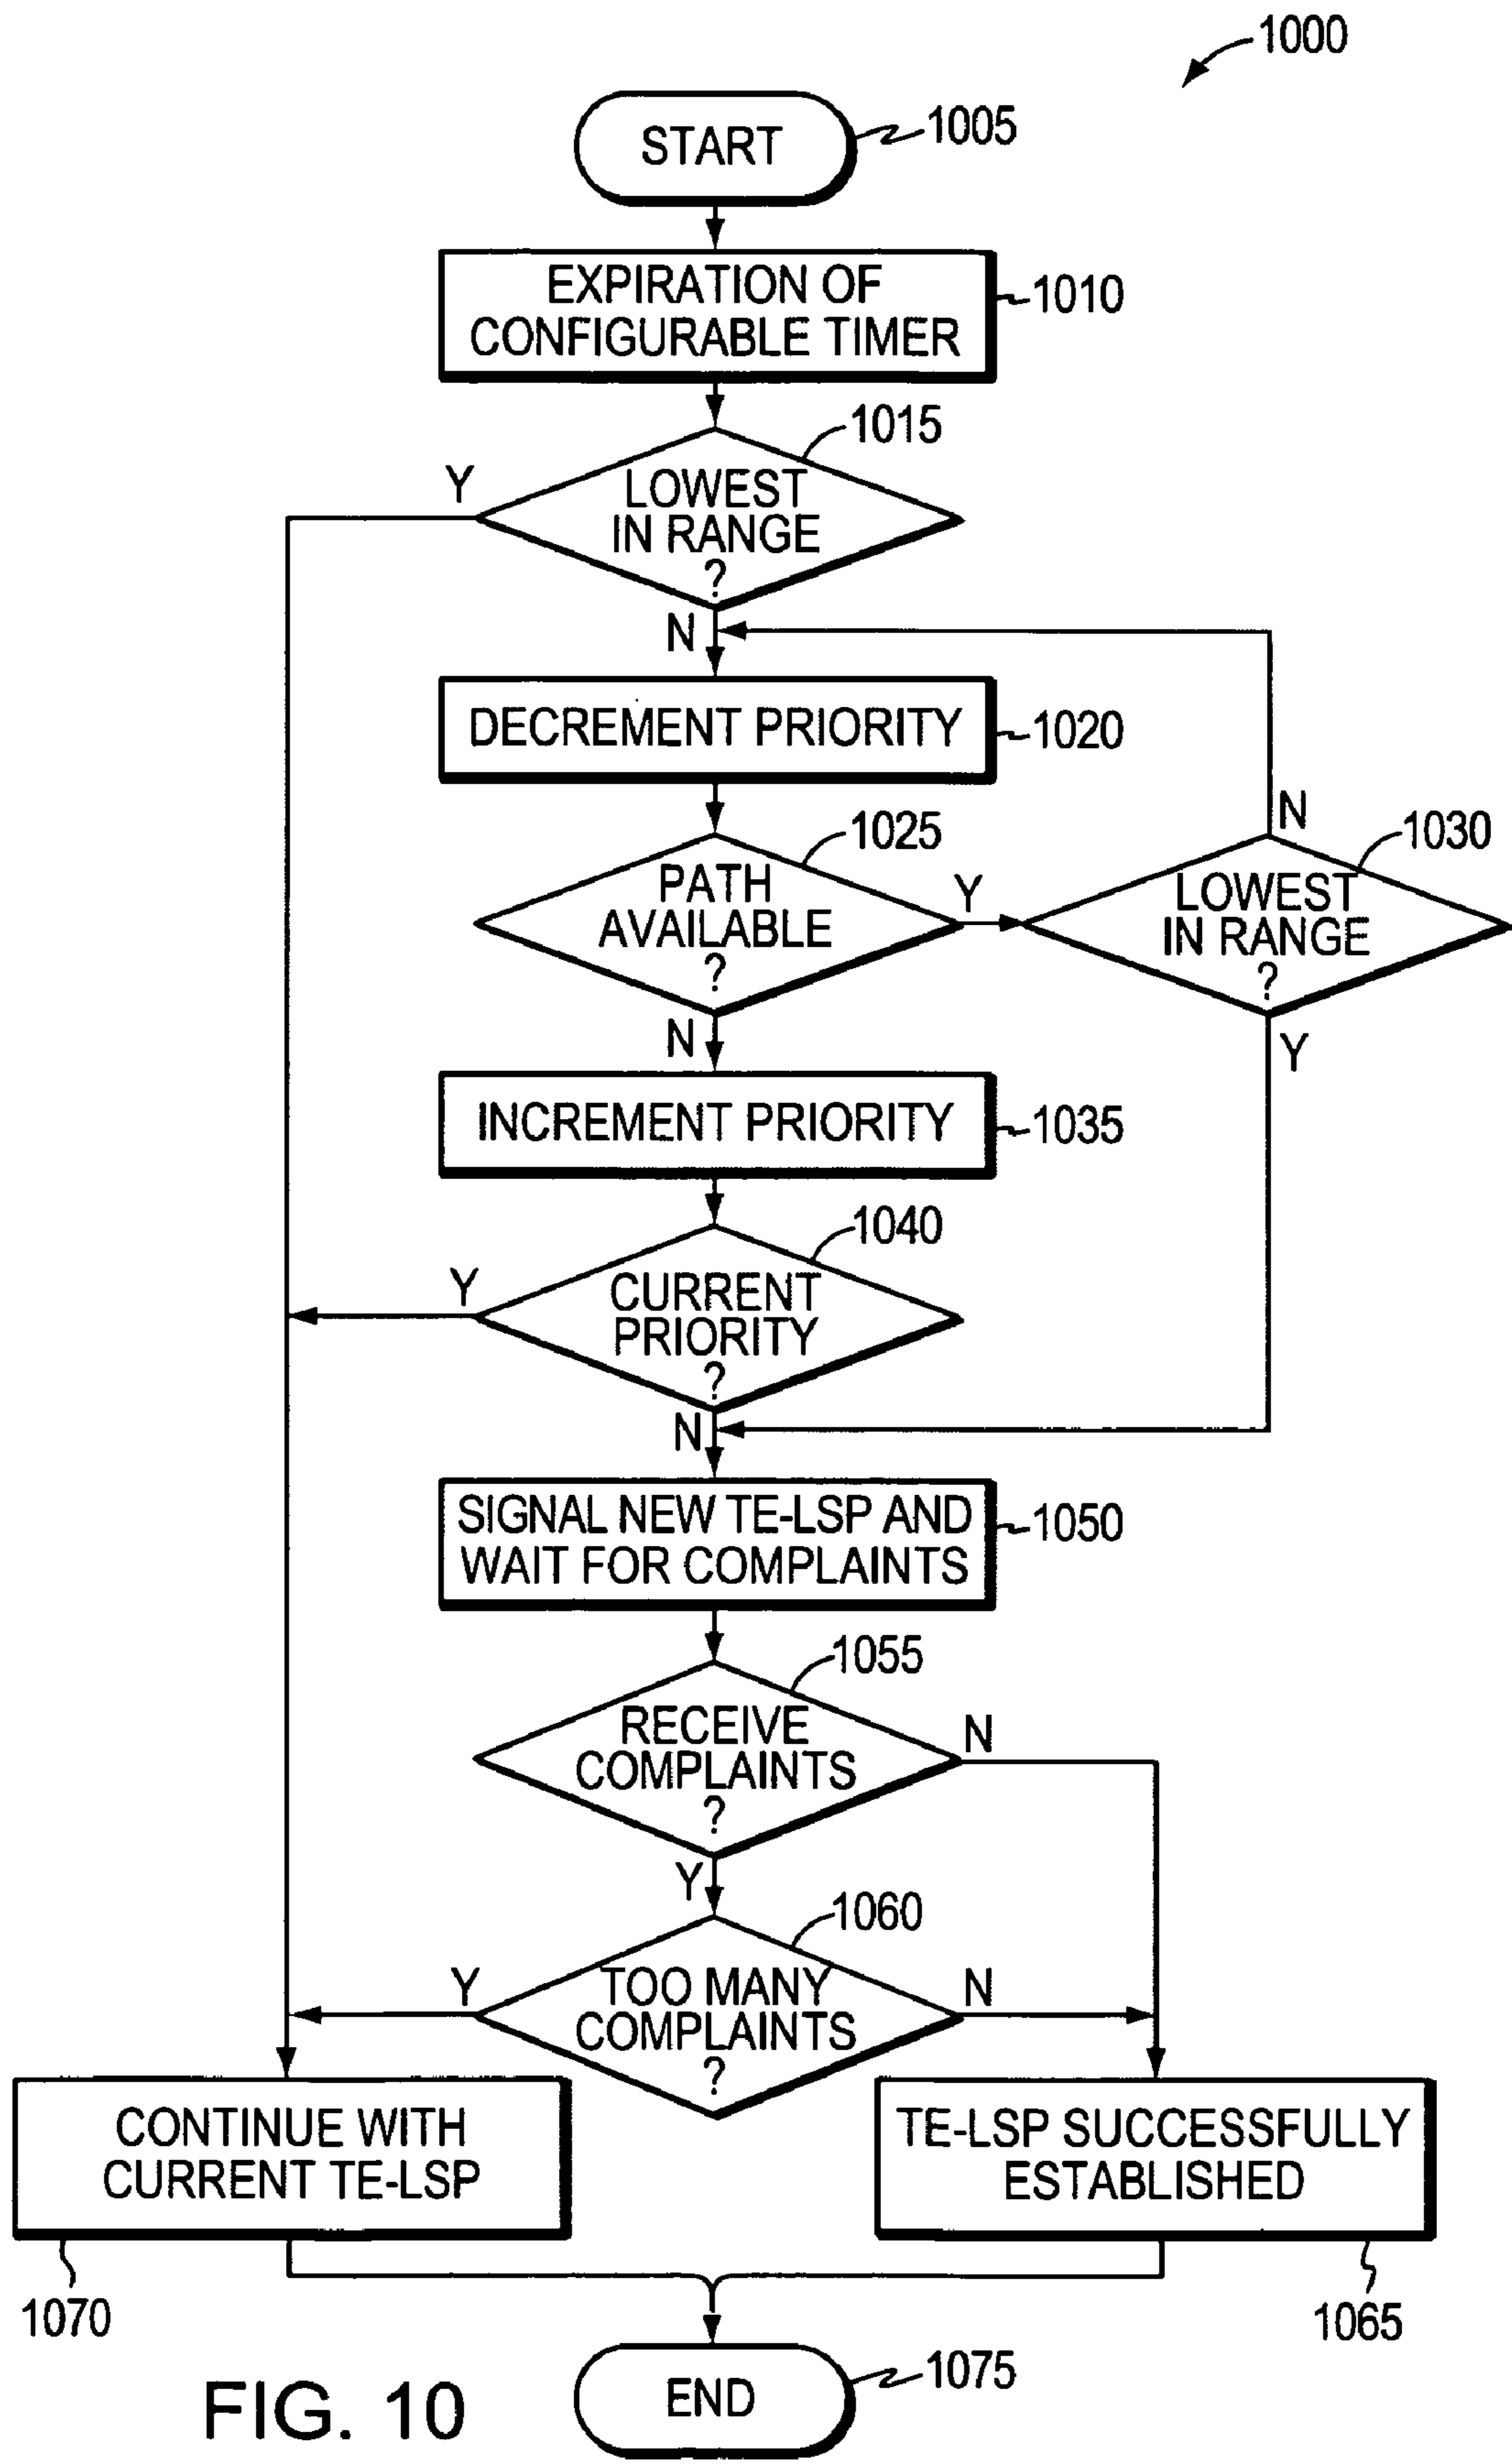 1000
START
1005
EXPIRATION OF
CONFIGURABLE TIMER
1010
1015
Y
LOWEST
IN RANGE
?
N
DECREMENT PRIORITY
1020
N
1025
1030
PATH
AVAILABLE
?
Y
LOWEST
IN RANGE
?
N
Y
INCREMENT PRIORITY
1035
1040
Y
CURRENT
PRIORITY
?
N
SIGNAL NEW TE-LSP AND
WAIT FOR COMPLAINTS
1050
1055
RECEIVE
COMPLAINTS
?
N
Y
1060
Y
TOO MANY
COMPLAINTS
?
N
CONTINUE WITH
CURRENT TE-LSP
TE-LSP SUCCESSFULLY
ESTABLISHED
1070
1065
END
1075
FIG. 10